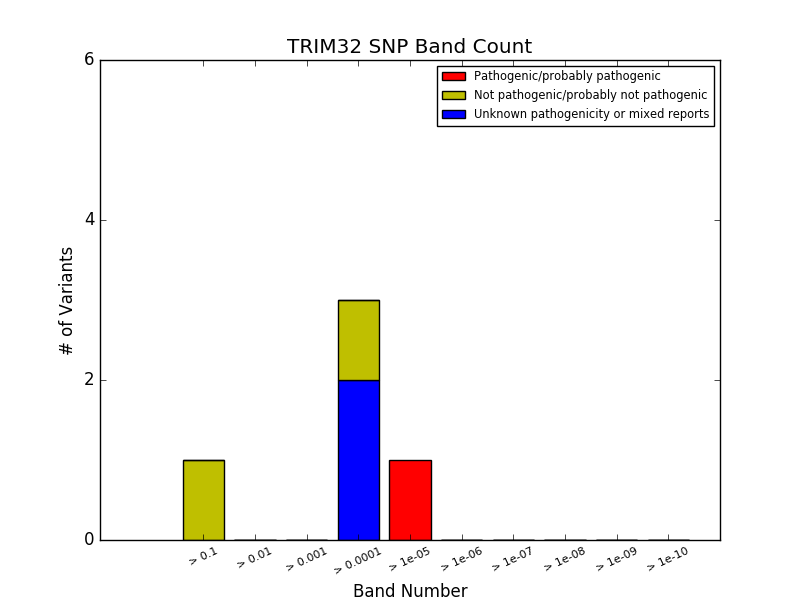 TRIM32 SNP Band Count
6
Pathogenic/probably pathogenic
Not pathogenic/probably not pathogenic
Unknown pathogenicity or mixed reports
4
# of Variants
2
0
> 0.1 > 0.01 > 0.001 > 0.0001 > 1e-05 > 1e-06 > 1e-07 > 1e-08 > 1e-09 > 1e-10
Band Number